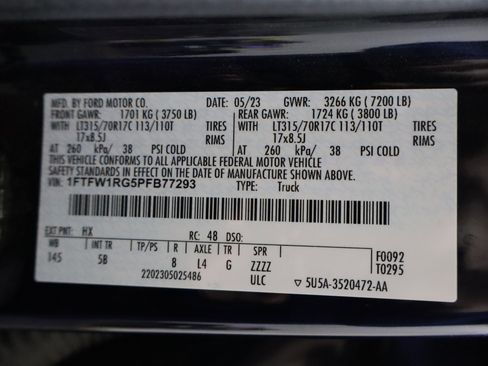 MFD. BY FORD MOTOR CO. DATE: 05/23 GVWR: 3266 KG ( 7200 LB)
FRONT GAWR: 1701 KG ( 3750 LB) REAR GAWR: 1724 KG ( 3800 LB)
WITH LT315/70R17C 113/110T TIRES WITH LT315/70R17C 113/110T TIRES
17x8.5J RIMS 17x8.5J RIMS
AT 260 kPa/ 38 PSI COLD AT 260 kPa/ 38 PSI COLD
THIS VEHICLE CONFORMS TO ALL APPLICABLE FEDERAL MOTOR VEHICLE
SAFETY STANDARDS IN EFFECT ON THE DATE OF MANUFACTURE SHOWN ABOVE.
VIN: 1FTFW1RG5PFB77293 TYPE: Truck
EXT PNT: HX RC: 48 DSO:
WB INT TR TP/PS R AXLE TR SPR F0092
145 5B 8 L4 G ZZZZ T0295
2202305025486 ULC ▽ 5U5A-3520472-AA